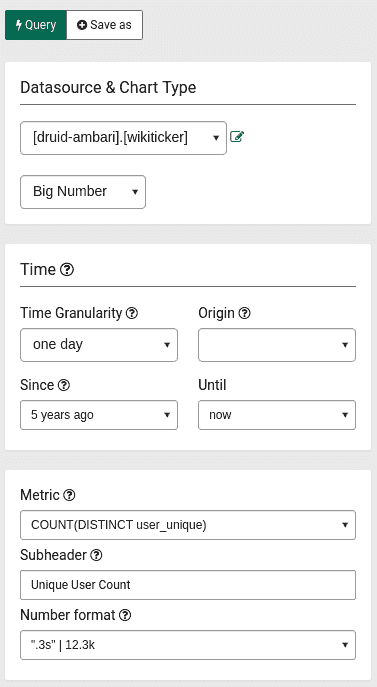 Query Save as
Datasource & Chart Type
[druid-ambari].[wikiticker]
Big Number
Time
Time Granularity Origin
one day
Since Until
5 years ago now
Metric
COUNT(DISTINCT user_unique)
Subheader
Unique User Count
Number format
".3s" | 12.3k